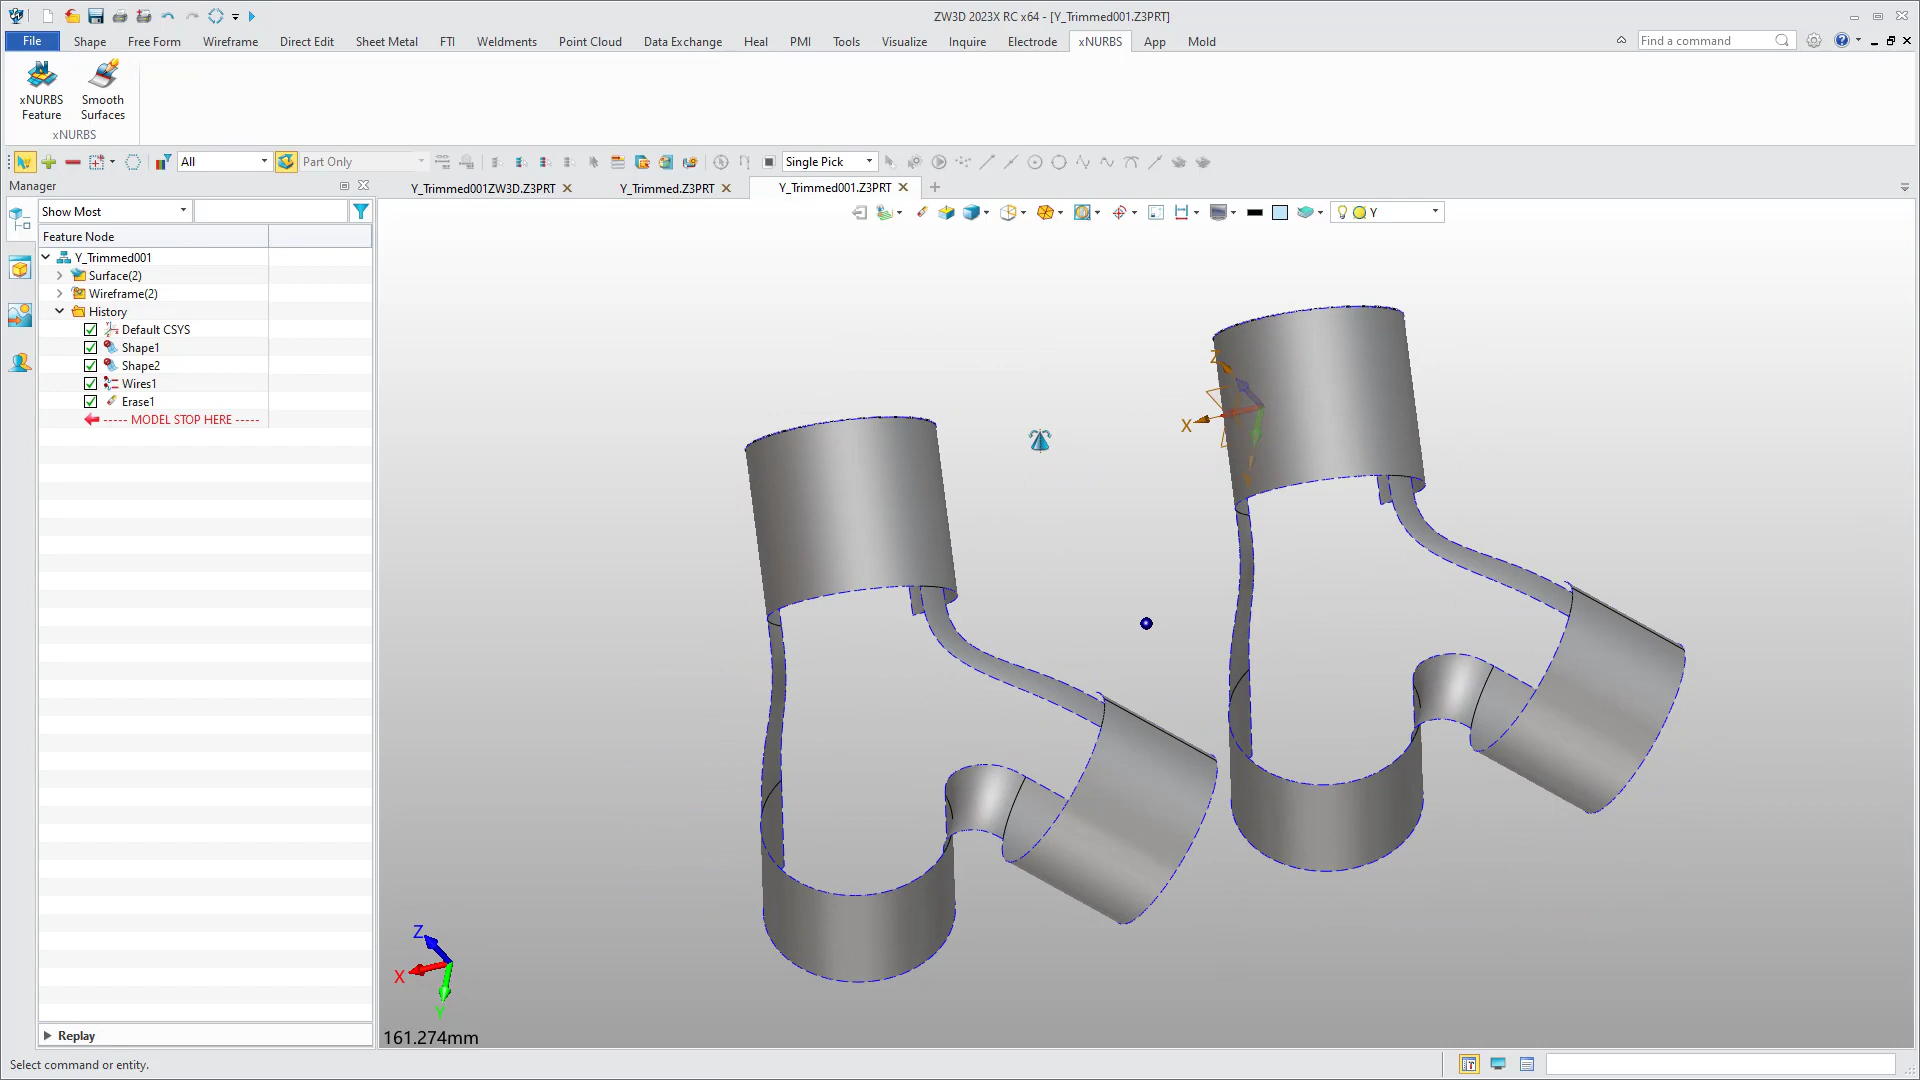 ZW3D 2023X RC x64 - [Y_Trimmed001.Z3PRT]
File Shape Free Form Wireframe Direct Edit Sheet Metal FTI Weldments Point Cloud Data Exchange Heal PMI Tools Visualize Inquire Electrode xNURBS App Mold Find a command
xNURBS Feature
Smooth Surfaces
xNURBS
All Part Only Single Pick
Manager
Y_Trimmed001ZW3D.Z3PRT Y_Trimmed.Z3PRT Y_Trimmed001.Z3PRT
Show Most
Y
Feature Node
Y_Trimmed001
Surface(2)
Wireframe(2)
History
Default CSYS
Shape1
Shape2
Wires1
Erase1
----- MODEL STOP HERE -----
Z
X
Z
X
Y
Replay
161.274mm
Select command or entity.